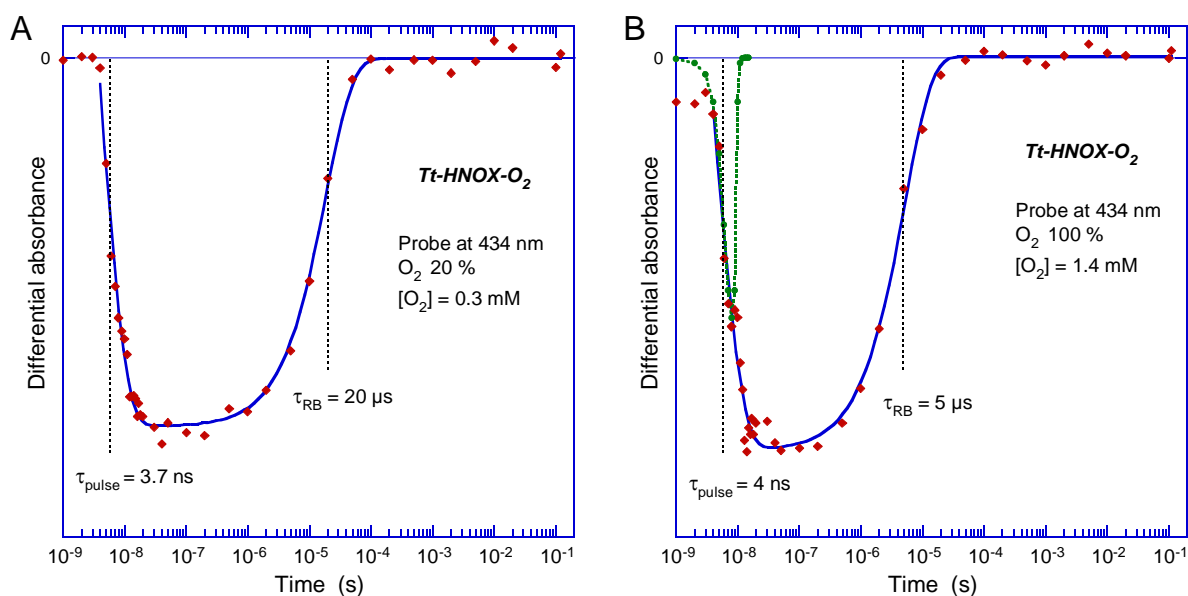 A
0
Differential absorbance
Tt-HNOX-O₂
Probe at 434 nm
O₂ 20 %
[O₂] = 0.3 mM
τRB = 20 µs
τpulse = 3.7 ns
10⁻⁹ 10⁻⁸ 10⁻⁷ 10⁻⁶ 10⁻⁵ 10⁻⁴ 10⁻³ 10⁻² 10⁻¹
Time (s)
B
0
Differential absorbance
Tt-HNOX-O₂
Probe at 434 nm
O₂ 100 %
[O₂] = 1.4 mM
τRB = 5 µs
τpulse = 4 ns
10⁻⁹ 10⁻⁸ 10⁻⁷ 10⁻⁶ 10⁻⁵ 10⁻⁴ 10⁻³ 10⁻² 10⁻¹
Time (s)